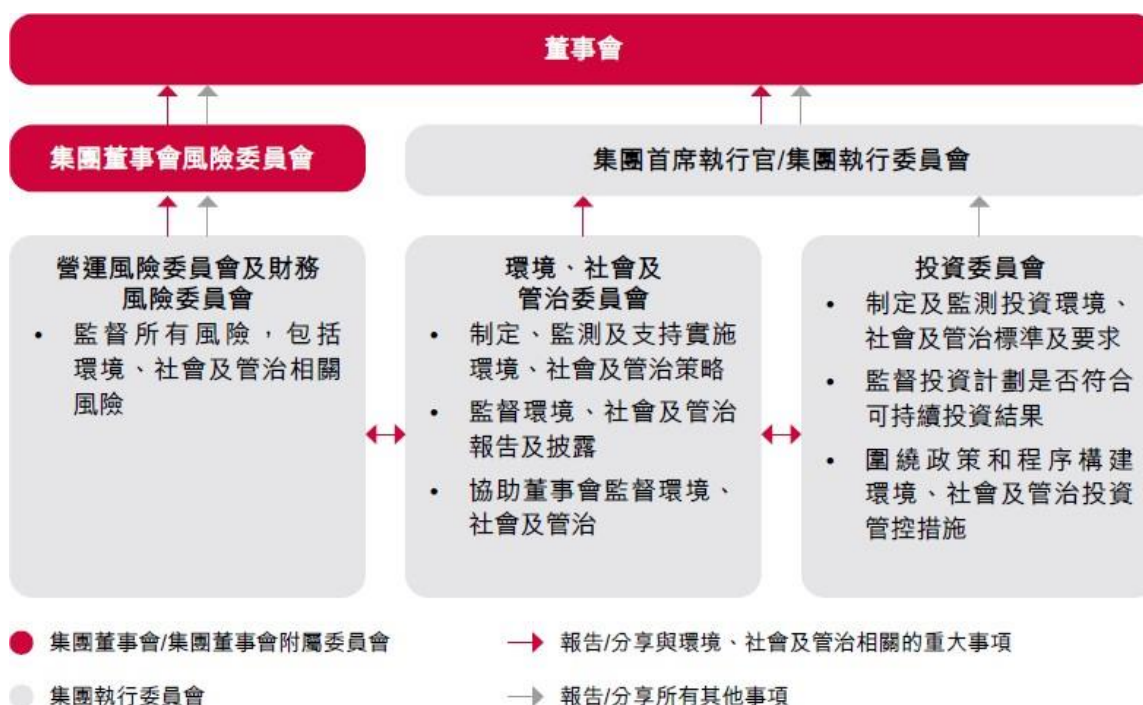 董事會
集團董事會風險委員會
集團首席執行官/集團執行委員會
營運風險委員會及財務
風險委員會
• 監督所有風險，包括
環境、社會及管治相關
風險
環境、社會及
管治委員會
• 制定、監測及支持實施
環境、社會及管治策略
• 監督環境、社會及管治
報告及披露
• 協助董事會監督環境、
社會及管治
投資委員會
• 制定及監測投資環境、
社會及管治標準及要求
• 監督投資計劃是否符合
可持續投資結果
• 圍繞政策和程序構建
環境、社會及管治投資
管控措施
集團董事會/集團董事會附屬委員會
報告/分享與環境、社會及管治相關的重大事項
集團執行委員會
報告/分享所有其他事項